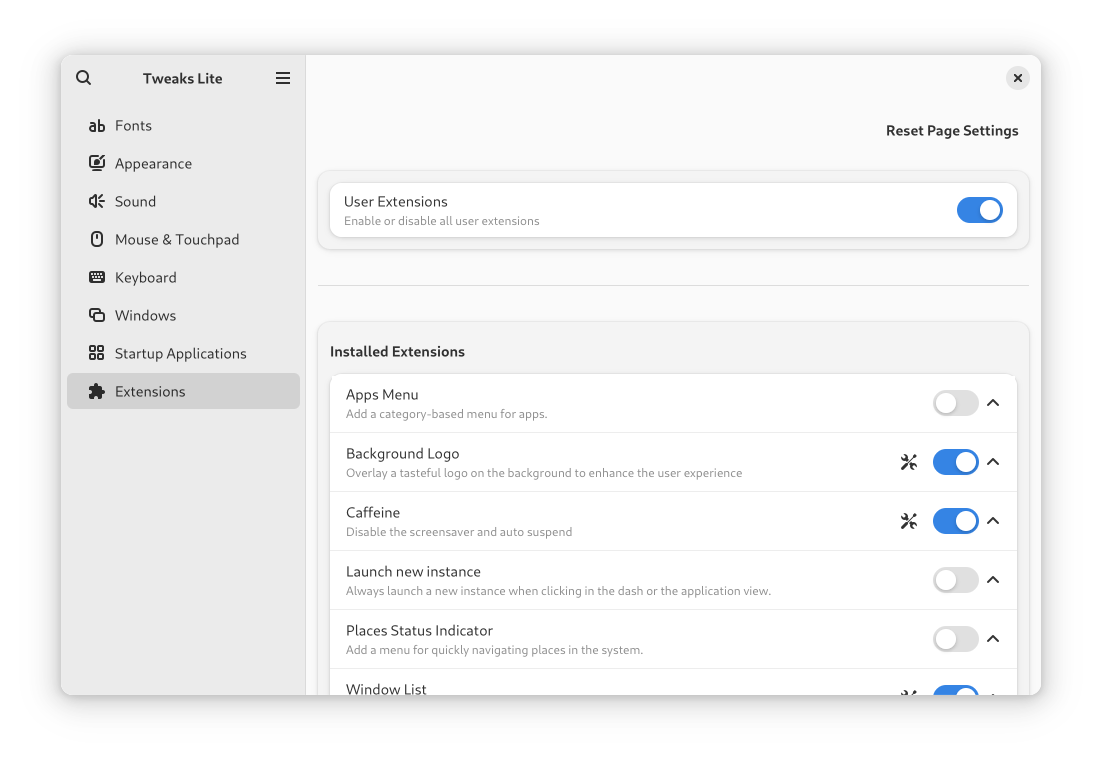 Tweaks Lite
Fonts
Appearance
Sound
Mouse & Touchpad
Keyboard
Windows
Startup Applications
Extensions
Reset Page Settings
User Extensions
Enable or disable all user extensions
Installed Extensions
Apps Menu
Add a category-based menu for apps.
Background Logo
Overlay a tasteful logo on the background to enhance the user experience
Caffeine
Disable the screensaver and auto suspend
Launch new instance
Always launch a new instance when clicking in the dash or the application view.
Places Status Indicator
Add a menu for quickly navigating places in the system.
Window List